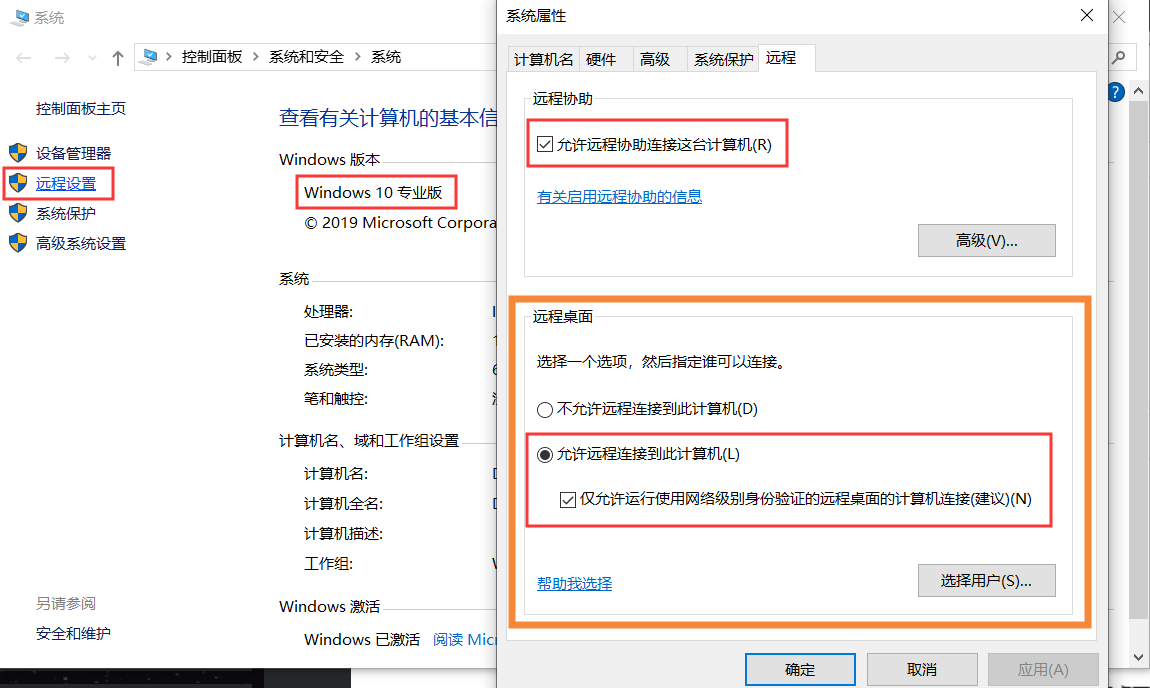 系统
控制面板 › 系统和安全 › 系统
控制面板主页
设备管理器
远程设置
系统保护
高级系统设置
另请参阅
安全和维护
查看有关计算机的基本信
Windows 版本
Windows 10 专业版
© 2019 Microsoft Corpora
系统
处理器:
已安装的内存(RAM):
系统类型:
笔和触控:
计算机名、域和工作组设置
计算机名:
计算机全名:
计算机描述:
工作组:
Windows 激活
Windows 已激活 阅读 Micr
系统属性
计算机名 硬件 高级 系统保护 远程
远程协助
允许远程协助连接这台计算机(R)
有关启用远程协助的信息
高级(V)...
远程桌面
选择一个选项，然后指定谁可以连接。
不允许远程连接到此计算机(D)
允许远程连接到此计算机(L)
仅允许运行使用网络级别身份验证的远程桌面的计算机连接(建议)(N)
帮助我选择
选择用户(S)...
确定 取消 应用(A)